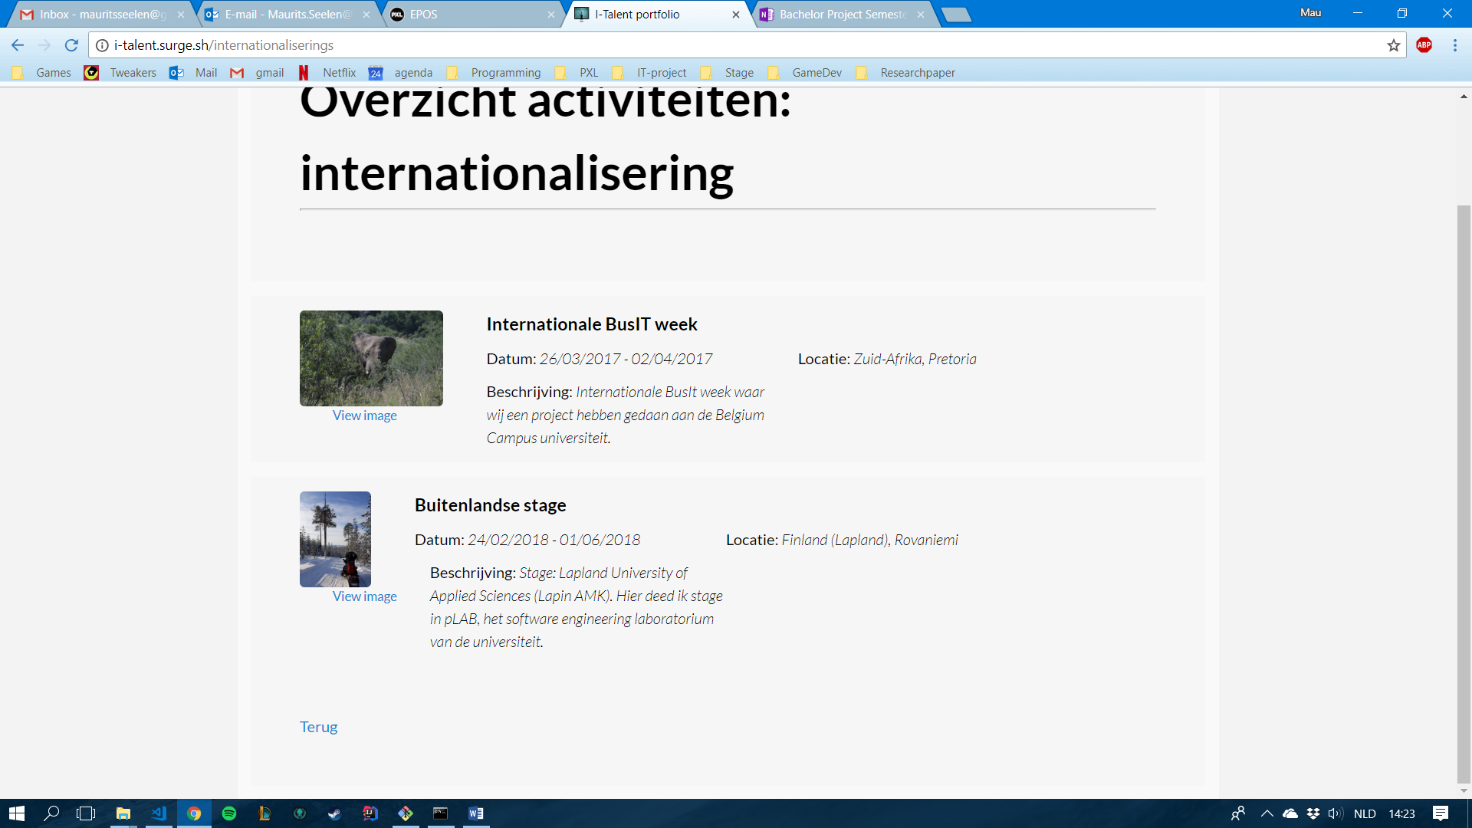 Inbox - mauritsseelen@g
E-mail - Maurits.Seelen@
PXL EPOS
I-Talent portfolio
Bachelor Project Semeste
Mau
i-talent.surge.sh/internationaliserings
ABP
Games Tweakers Mail gmail Netflix 24 agenda Programming PXL IT-project Stage GameDev Researchpaper
Overzicht activiteiten:
internationalisering
Internationale BusIT week
Datum: 26/03/2017 - 02/04/2017 Locatie: Zuid-Afrika, Pretoria
Beschrijving: Internationale BusIt week waar
wij een project hebben gedaan aan de Belgium
Campus universiteit.
View image
Buitenlandse stage
Datum: 24/02/2018 - 01/06/2018 Locatie: Finland (Lapland), Rovaniemi
Beschrijving: Stage: Lapland University of
Applied Sciences (Lapin AMK). Hier deed ik stage
in pLAB, het software engineering laboratorium
van de universiteit.
View image
Terug
NLD 14:23